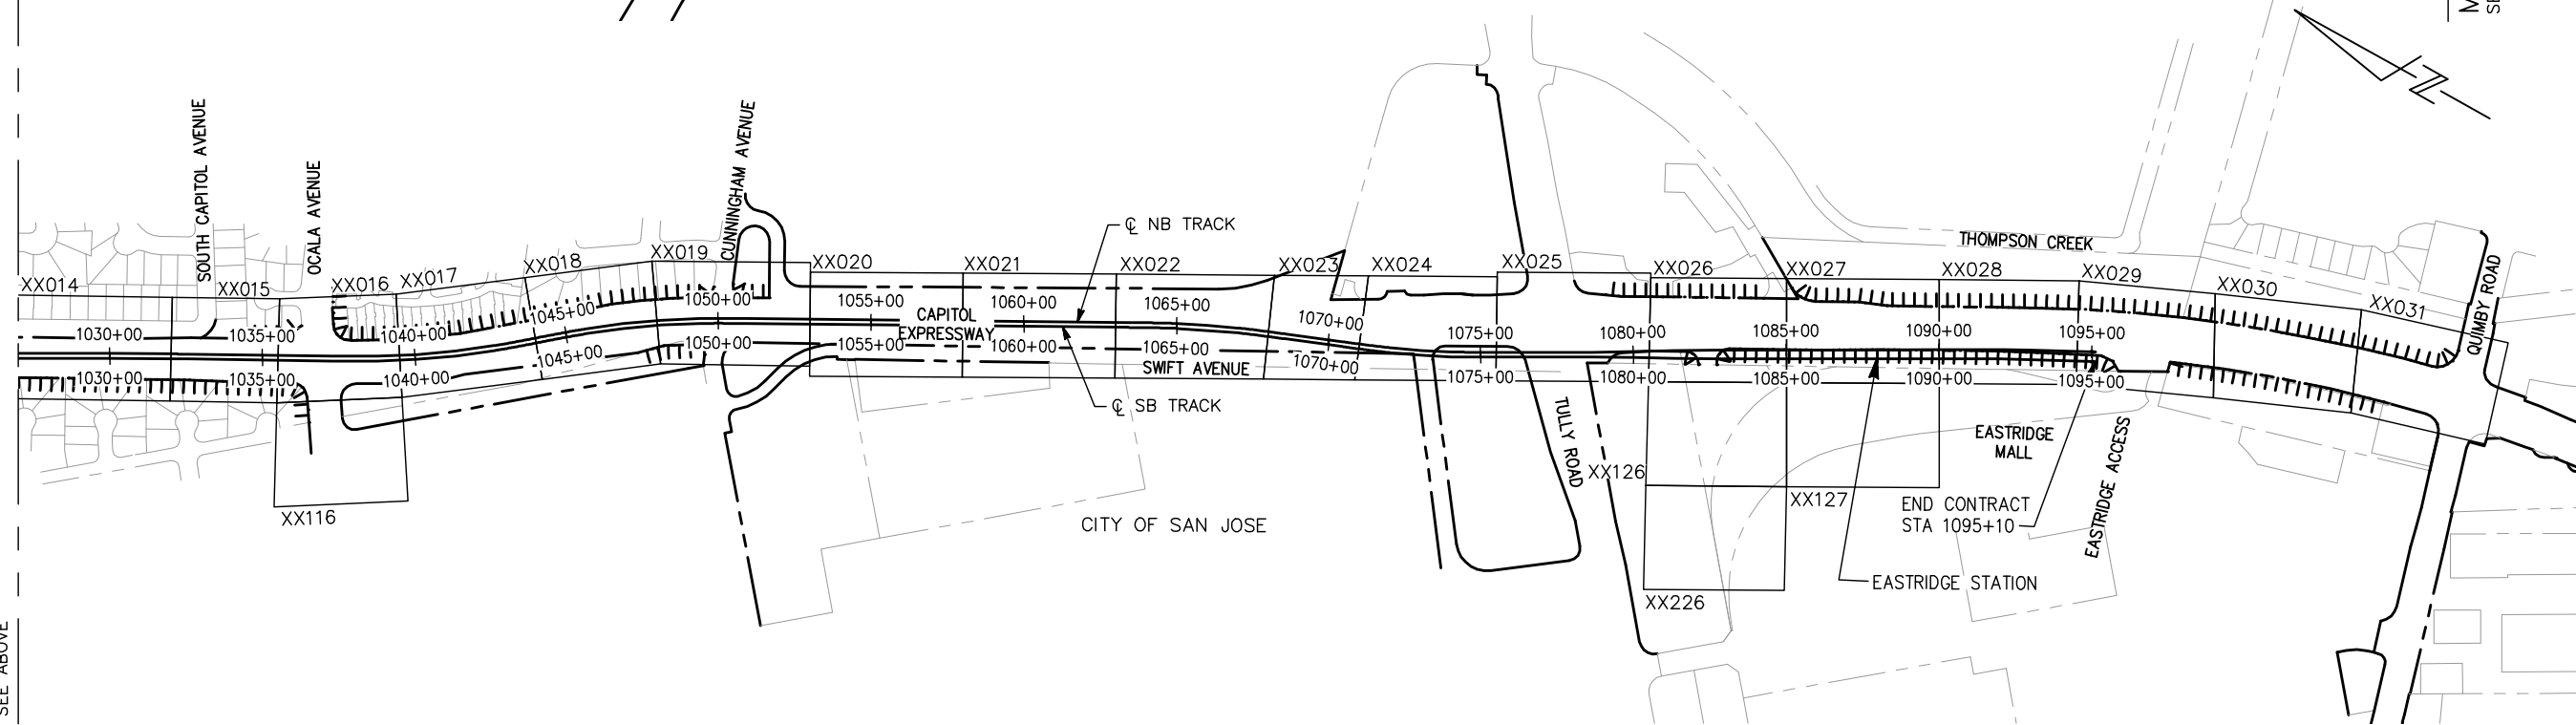 SEE ABOVE
SOUTH CAPITOL AVENUE
OCALA AVENUE
CUNNINGHAM AVENUE
℄ NB TRACK
THOMPSON CREEK
QUIMBY ROAD
XX014
XX015
XX016
XX017
XX018
XX019
XX020
XX021
XX022
XX023
XX024
XX025
XX026
XX027
XX028
XX029
XX030
XX031
1030+00
1035+00
1040+00
1045+00
1050+00
1055+00
1060+00
1065+00
1070+00
1075+00
1080+00
1085+00
1090+00
1095+00
CAPITOL
EXPRESSWAY
1030+00
1035+00
1040+00
1045+00
1050+00
1055+00
1060+00
1065+00
1070+00
1075+00
1080+00
1085+00
1090+00
1095+00
SWIFT AVENUE
℄ SB TRACK
TULLY ROAD
EASTRIDGE
MALL
EASTRIDGE ACCESS
XX116
XX126
XX127
XX226
CITY OF SAN JOSE
END CONTRACT
STA 1095+10
EASTRIDGE STATION